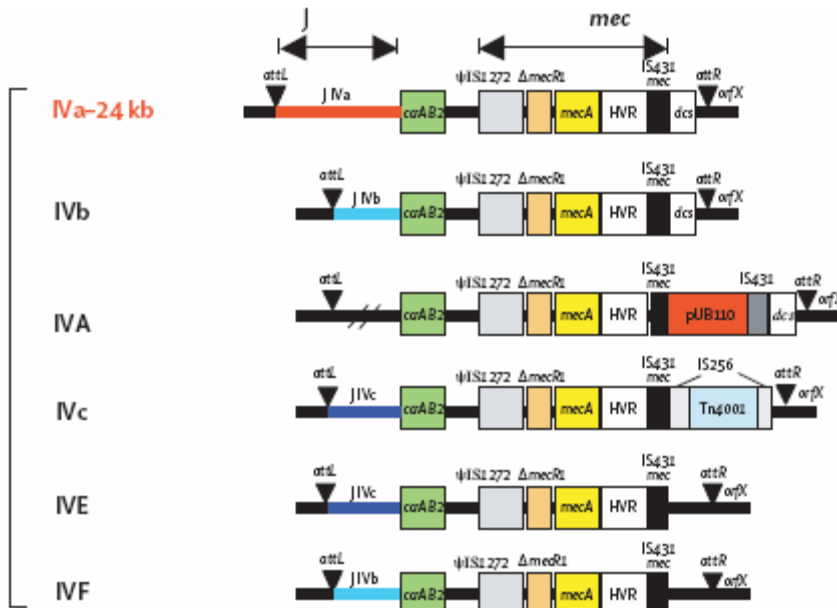 J mec
attL ψIS1272 ΔmecR1 IS431 mec attR orfX
IVa–24 kb J IVa ccrAB2 mecA HVR dcs
attL ψIS1272 ΔmecR1 IS431 mec attR orfX
IVb J IVb ccrAB2 mecA HVR dcs
attL ψIS1272 ΔmecR1 IS431 mec IS431 attR
IVA ccrAB2 mecA HVR pUB110 dcs
attL ψIS1272 ΔmecR1 IS431 mec IS256 attR orfX
IVc J IVc ccrAB2 mecA HVR Tn4001
attL ψIS1272 ΔmecR1 IS431 mec attR orfX
IVE J IVc ccrAB2 mecA HVR
attL ψIS1272 ΔmecR1 IS431 mec attR orfX
IVF J IVb ccrAB2 mecA HVR